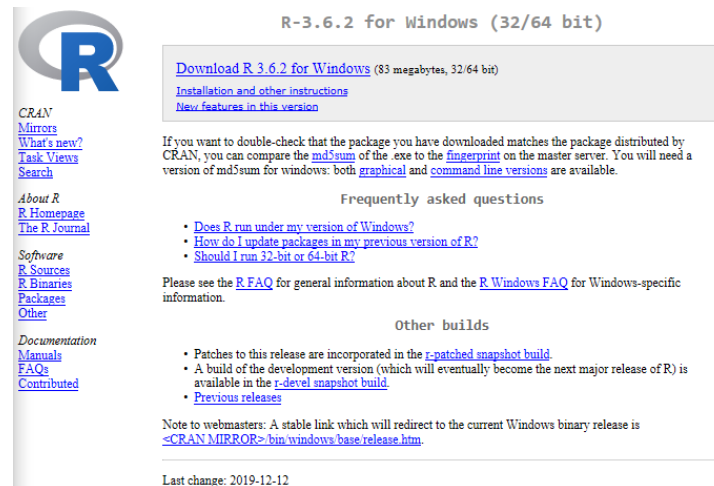 R
CRAN
Mirrors
What's new?
Task Views
Search
About R
R Homepage
The R Journal
Software
R Sources
R Binaries
Packages
Other
Documentation
Manuals
FAQs
Contributed
R-3.6.2 for Windows (32/64 bit)
Download R 3.6.2 for Windows (83 megabytes, 32/64 bit)
Installation and other instructions
New features in this version
If you want to double-check that the package you have downloaded matches the package distributed by
CRAN, you can compare the md5sum of the .exe to the fingerprint on the master server. You will need a
version of md5sum for windows: both graphical and command line versions are available.
Frequently asked questions
• Does R run under my version of Windows?
• How do I update packages in my previous version of R?
• Should I run 32-bit or 64-bit R?
Please see the R FAQ for general information about R and the R Windows FAQ for Windows-specific
information.
Other builds
• Patches to this release are incorporated in the r-patched snapshot build.
• A build of the development version (which will eventually become the next major release of R) is
available in the r-devel snapshot build.
• Previous releases
Note to webmasters: A stable link which will redirect to the current Windows binary release is
<CRAN MIRROR>/bin/windows/base/release.htm.
Last change: 2019-12-12